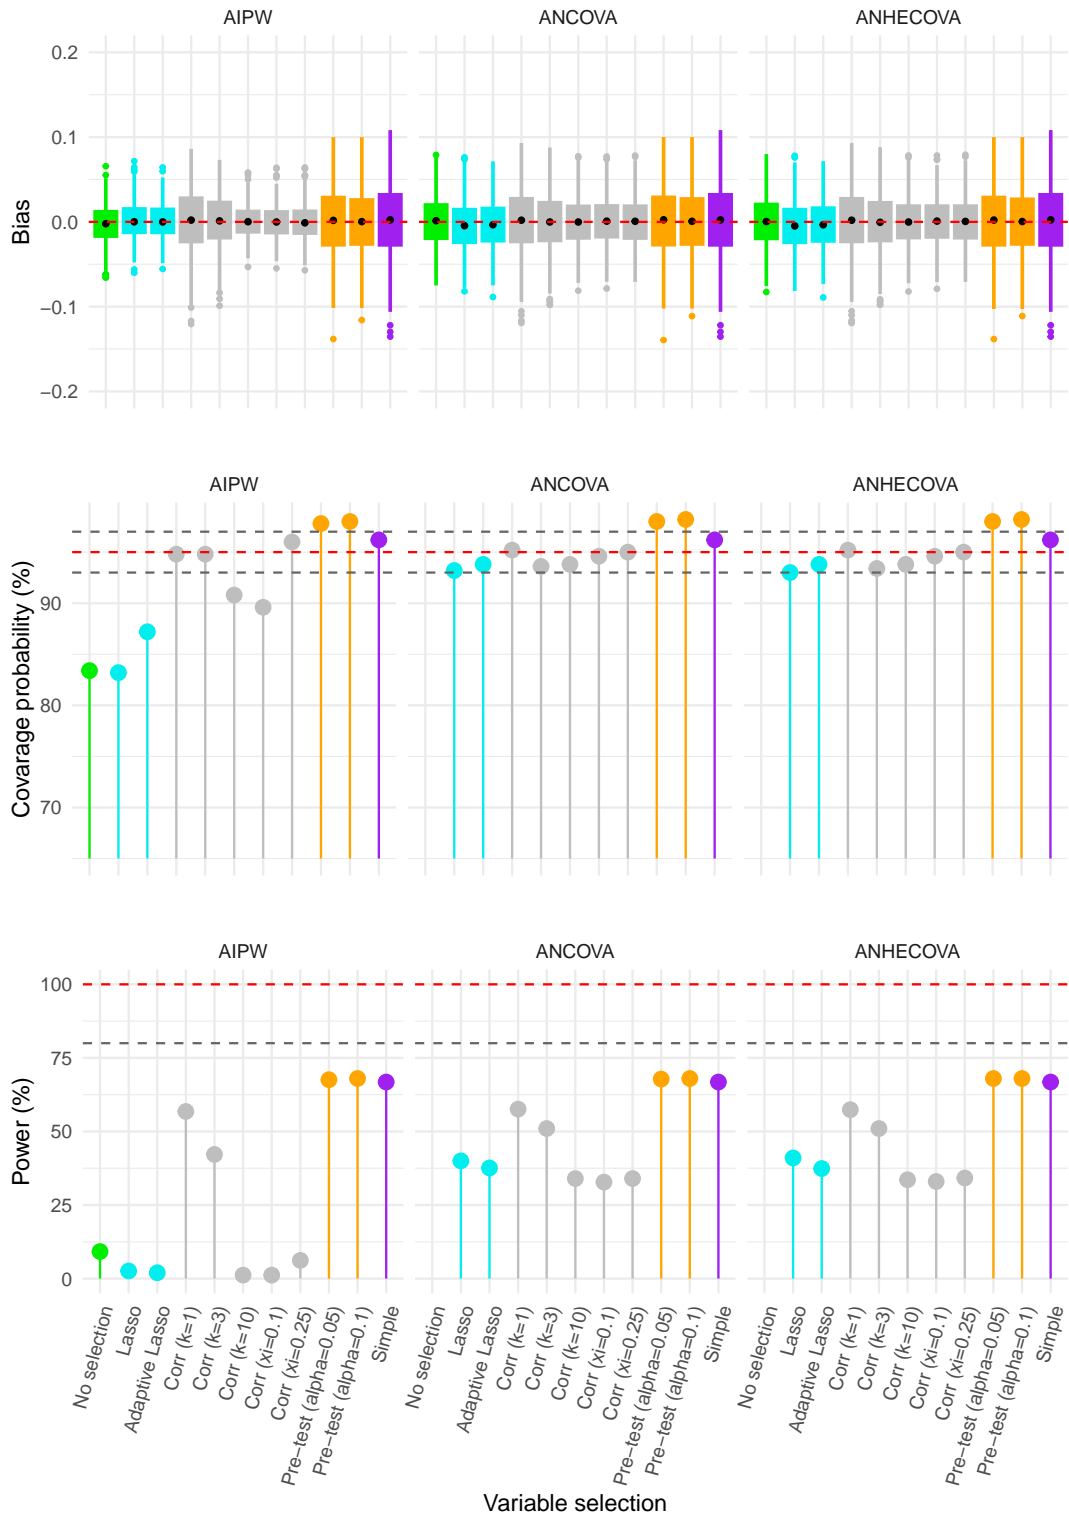 AIPW ANCOVA ANHECOVA
0.2
0.1
0.0
−0.1
−0.2
Bias
AIPW ANCOVA ANHECOVA
90
80
70
Covarage probability (%)
AIPW ANCOVA ANHECOVA
100
75
50
25
0
Power (%)
No selection
Lasso
Adaptive Lasso
Corr (k=1)
Corr (k=3)
Corr (k=10)
Corr (xi=0.1)
Corr (xi=0.25)
Pre−test (alpha=0.05)
Pre−test (alpha=0.1)
Simple
No selection
Lasso
Adaptive Lasso
Corr (k=1)
Corr (k=3)
Corr (k=10)
Corr (xi=0.1)
Corr (xi=0.25)
Pre−test (alpha=0.05)
Pre−test (alpha=0.1)
Simple
No selection
Lasso
Adaptive Lasso
Corr (k=1)
Corr (k=3)
Corr (k=10)
Corr (xi=0.1)
Corr (xi=0.25)
Pre−test (alpha=0.05)
Pre−test (alpha=0.1)
Simple
Variable selection